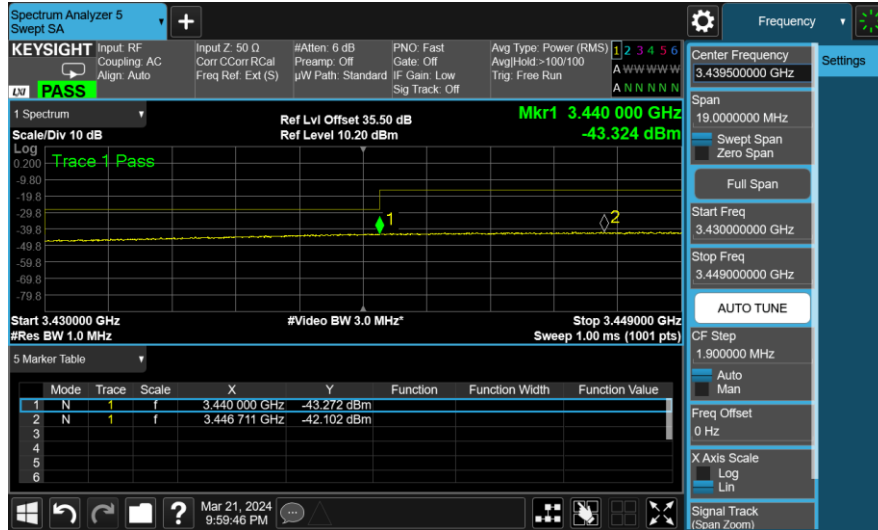 Spectrum Analyzer 5
Swept SA
Frequency
KEYSIGHT
Input: RF
Coupling: AC
Align: Auto
Input Z: 50 Ω
Corr CCorr RCal
Freq Ref: Ext (S)
#Atten: 6 dB
Preamp: Off
µW Path: Standard
PNO: Fast
Gate: Off
IF Gain: Low
Sig Track: Off
Avg Type: Power (RMS)
Avg|Hold:>100/100
Trig: Free Run
1 2 3 4 5 6
A W W W W W
A N N N N N
LXI PASS
1 Spectrum
Scale/Div 10 dB
Ref Lvl Offset 35.50 dB
Ref Level 10.20 dBm
Mkr1 3.440 000 GHz
-43.324 dBm
Log
Trace 1 Pass
0.200
-9.80
-19.8
-29.8
-39.8
-49.8
-59.8
-69.8
-79.8
1
2
Start 3.430000 GHz
#Video BW 3.0 MHz*
Stop 3.449000 GHz
#Res BW 1.0 MHz
Sweep 1.00 ms (1001 pts)
5 Marker Table
Mode Trace Scale X Y Function Function Width Function Value
1 N 1 f 3.440 000 GHz -43.272 dBm
2 N 1 f 3.446 711 GHz -42.102 dBm
3
4
5
6
?
Mar 21, 2024
9:59:46 PM
Settings
Center Frequency
3.439500000 GHz
Span
19.0000000 MHz
Swept Span
Zero Span
Full Span
Start Freq
3.430000000 GHz
Stop Freq
3.449000000 GHz
AUTO TUNE
CF Step
1.900000 MHz
Auto
Man
Freq Offset
0 Hz
X Axis Scale
Log
Lin
Signal Track
(Span Zoom)